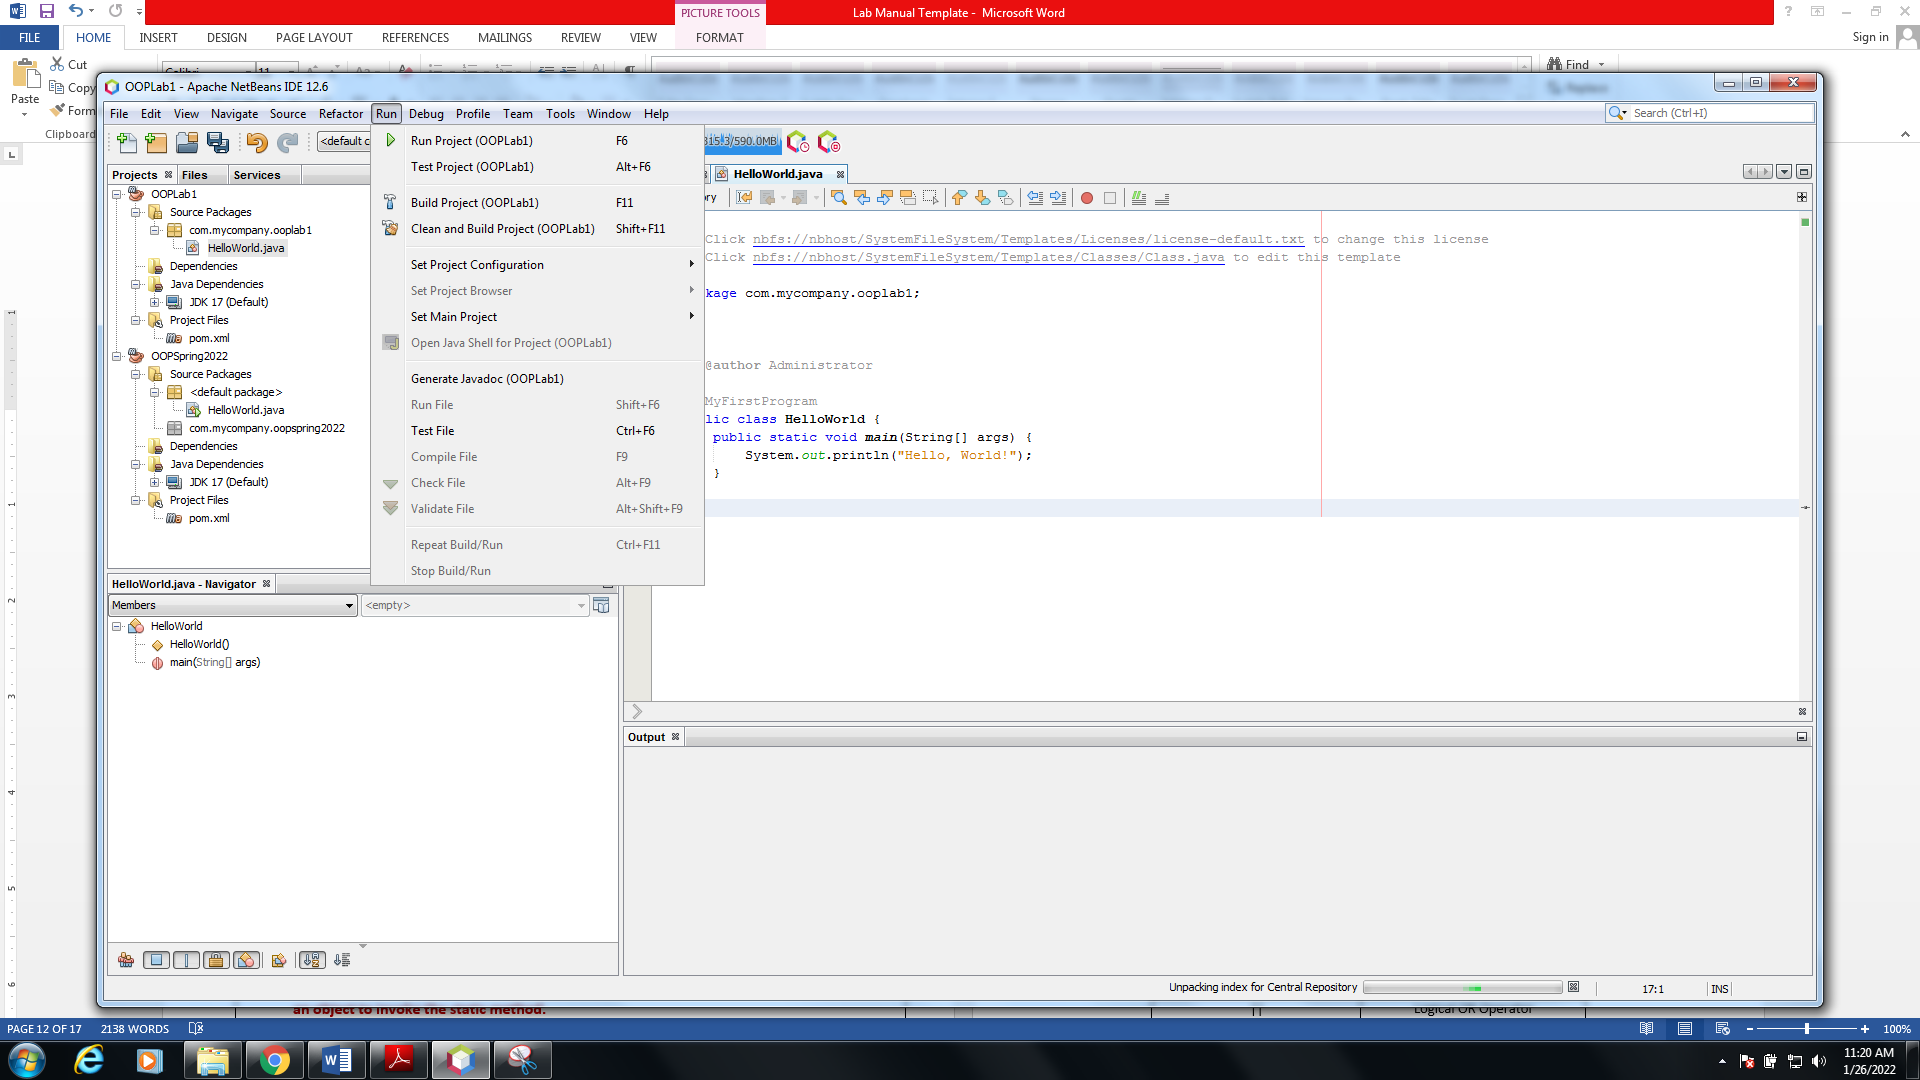 PICTURE TOOLS
Lab Manual Template - Microsoft Word
FILE HOME INSERT DESIGN PAGE LAYOUT REFERENCES MAILINGS REVIEW VIEW FORMAT
Sign in
Cut
Copy
Paste
Form
Clipboard
Calibri 11
Find
OOPLab1 - Apache NetBeans IDE 12.6
File Edit View Navigate Source Refactor Run Debug Profile Team Tools Window Help
Search (Ctrl+I)
<default c
315.3/590.0MB
Projects Files Services
OOPLab1
Source Packages
com.mycompany.ooplab1
HelloWorld.java
Dependencies
Java Dependencies
JDK 17 (Default)
Project Files
pom.xml
OOPSpring2022
Source Packages
<default package>
HelloWorld.java
com.mycompany.oopspring2022
Dependencies
Java Dependencies
JDK 17 (Default)
Project Files
pom.xml
Run Project (OOPLab1) F6
Test Project (OOPLab1) Alt+F6
Build Project (OOPLab1) F11
Clean and Build Project (OOPLab1) Shift+F11
Set Project Configuration
Set Project Browser
Set Main Project
Open Java Shell for Project (OOPLab1)
Generate Javadoc (OOPLab1)
Run File Shift+F6
Test File Ctrl+F6
Compile File F9
Check File Alt+F9
Validate File Alt+Shift+F9
Repeat Build/Run Ctrl+F11
Stop Build/Run
HelloWorld.java
ry
Click nbfs://nbhost/SystemFileSystem/Templates/Licenses/license-default.txt to change this license
Click nbfs://nbhost/SystemFileSystem/Templates/Classes/Class.java to edit this template
kage com.mycompany.ooplab1;
@author Administrator
MyFirstProgram
lic class HelloWorld {
public static void main(String[] args) {
System.out.println("Hello, World!");
}
HelloWorld.java - Navigator
Members
<empty>
HelloWorld
HelloWorld()
main(String[] args)
Output
Unpacking index for Central Repository
17:1
INS
an object to invoke the static method.
||
Logical OR Operator
PAGE 12 OF 17 2138 WORDS
100%
11:20 AM
1/26/2022